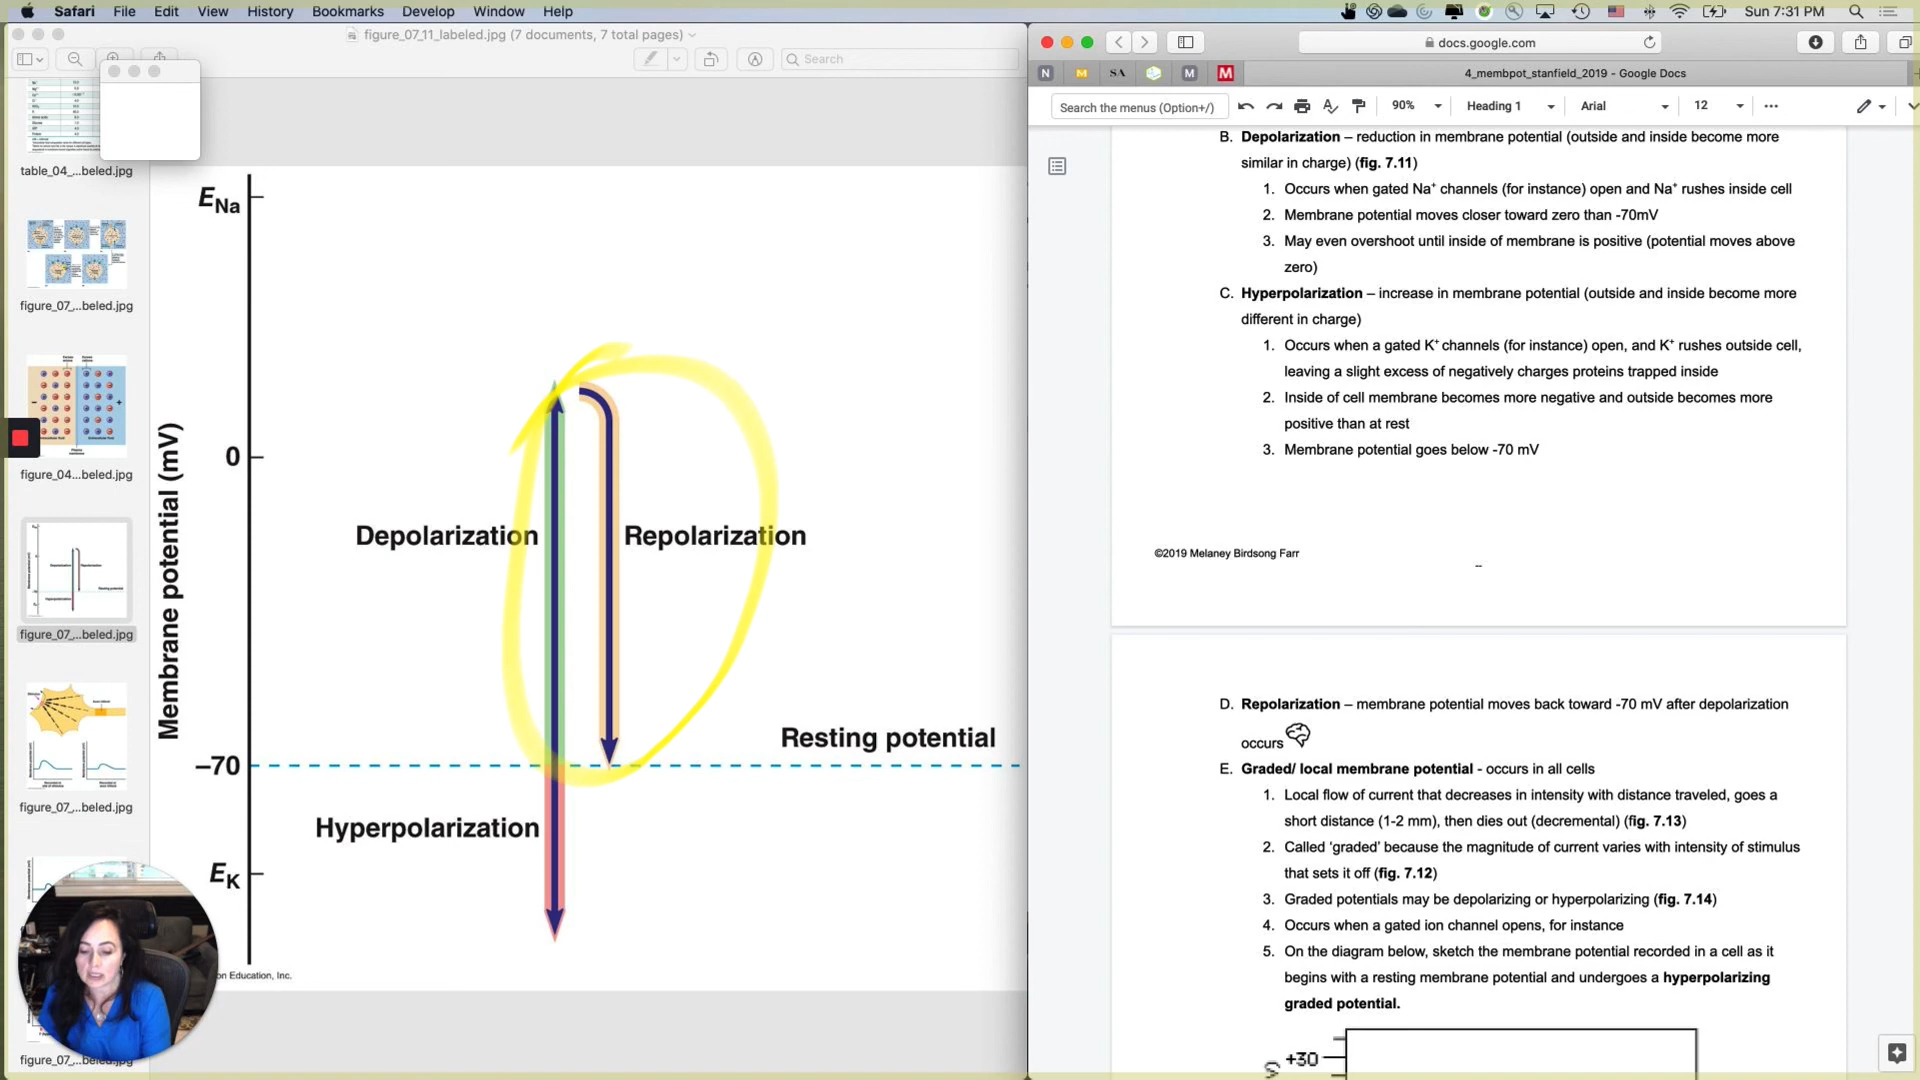 Safari File Edit View History Bookmarks Develop Window Help
Sun 7:31 PM
figure_07_11_labeled.jpg (7 documents, 7 total pages)
Search
table_04_...beled.jpg
figure_07_...beled.jpg
figure_04...beled.jpg
figure_07_...beled.jpg
figure_07_...beled.jpg
figure_07_...beled.jpg
Membrane potential (mV)
ENa
0
Depolarization
Repolarization
Resting potential
–70
Hyperpolarization
EK
on Education, Inc.
docs.google.com
N M SA M M
4_membpot_stanfield_2019 - Google Docs
Search the menus (Option+/)
90% Heading 1 Arial 12
B. Depolarization – reduction in membrane potential (outside and inside become more
similar in charge) (fig. 7.11)
1. Occurs when gated Na⁺ channels (for instance) open and Na⁺ rushes inside cell
2. Membrane potential moves closer toward zero than -70mV
3. May even overshoot until inside of membrane is positive (potential moves above
zero)
C. Hyperpolarization – increase in membrane potential (outside and inside become more
different in charge)
1. Occurs when a gated K⁺ channels (for instance) open, and K⁺ rushes outside cell,
leaving a slight excess of negatively charges proteins trapped inside
2. Inside of cell membrane becomes more negative and outside becomes more
positive than at rest
3. Membrane potential goes below -70 mV
©2019 Melaney Birdsong Farr
D. Repolarization – membrane potential moves back toward -70 mV after depolarization
occurs
E. Graded/ local membrane potential - occurs in all cells
1. Local flow of current that decreases in intensity with distance traveled, goes a
short distance (1-2 mm), then dies out (decremental) (fig. 7.13)
2. Called ‘graded’ because the magnitude of current varies with intensity of stimulus
that sets it off (fig. 7.12)
3. Graded potentials may be depolarizing or hyperpolarizing (fig. 7.14)
4. Occurs when a gated ion channel opens, for instance
5. On the diagram below, sketch the membrane potential recorded in a cell as it
begins with a resting membrane potential and undergoes a hyperpolarizing
graded potential.
+30